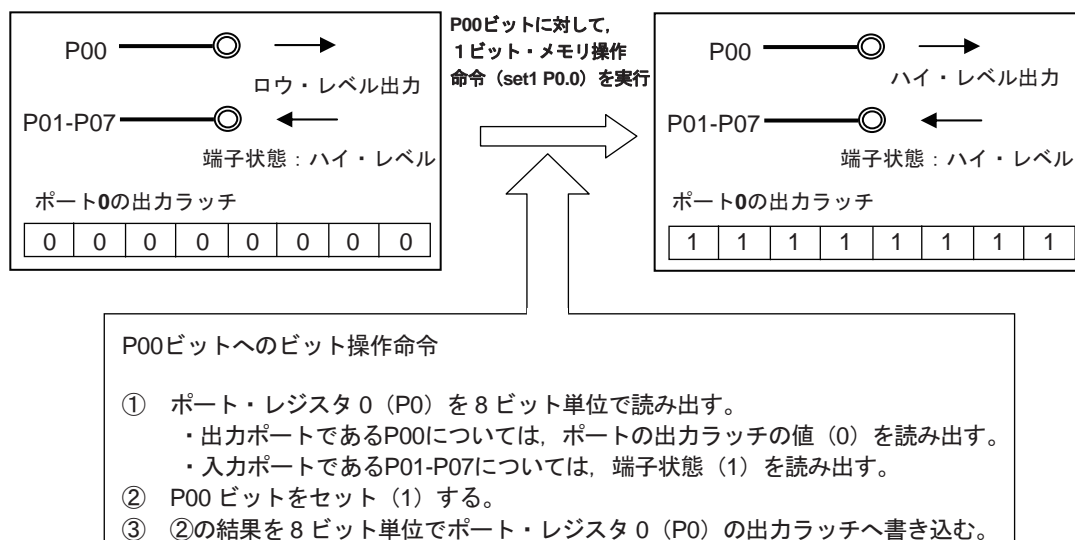 P00
ロウ・レベル出力
P01-P07
端子状態：ハイ・レベル
ポート0の出力ラッチ
0 0 0 0 0 0 0 0
P00ビットに対して，
１ビット・メモリ操作
命令（set1 P0.0）を実行
P00
ハイ・レベル出力
P01-P07
端子状態：ハイ・レベル
ポート0の出力ラッチ
1 1 1 1 1 1 1 1
P00ビットへのビット操作命令
① ポート・レジスタ０（P0）を８ビット単位で読み出す。
・出力ポートであるP00については，ポートの出力ラッチの値（0）を読み出す。
・入力ポートであるP01-P07については，端子状態（1）を読み出す。
② P00 ビットをセット（1）する。
③ ②の結果を８ビット単位でポート・レジスタ０（P0）の出力ラッチへ書き込む。